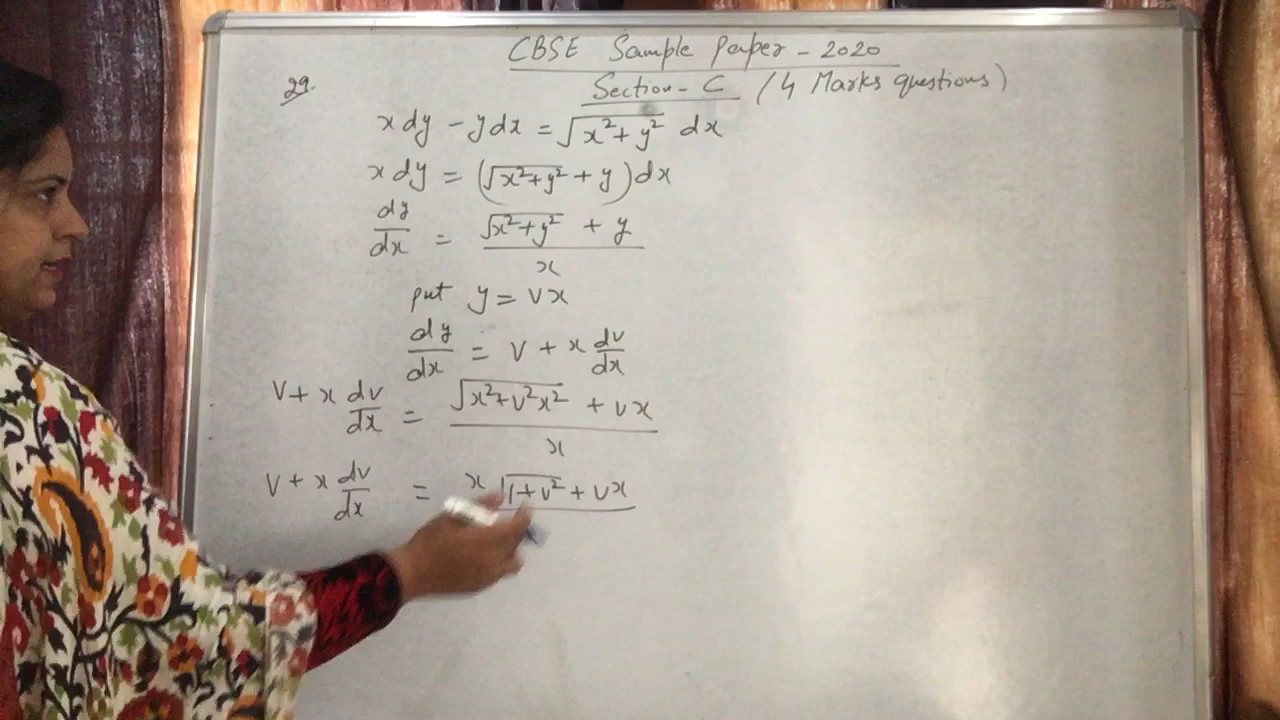 CBSE Sample Paper - 2020
29.
Section - C (4 Marks questions)
x dy - y dx = √(x²+y²) dx
x dy = (√(x²+y²) + y) dx
dy/dx = (√(x²+y²) + y)/x
put y = vx
dy/dx = v + x dv/dx
v + x dv/dx = (√(x²+v²x²) + vx)/x
v + x dv/dx = x √(1+v²) + vx